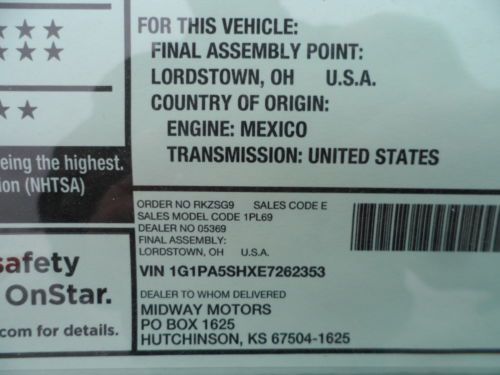 FOR THIS VEHICLE:
FINAL ASSEMBLY POINT:
LORDSTOWN, OH U.S.A.
COUNTRY OF ORIGIN:
ENGINE: MEXICO
TRANSMISSION: UNITED STATES
eing the highest.
ion (NHTSA)
ORDER NO RKZSG9 SALES CODE E
SALES MODEL CODE 1PL69
DEALER NO 05369
FINAL ASSEMBLY:
LORDSTOWN, OH U.S.A.
VIN 1G1PA5SHXE7262353
DEALER TO WHOM DELIVERED
MIDWAY MOTORS
PO BOX 1625
HUTCHINSON, KS 67504-1625
safety
OnStar.
.com for details.